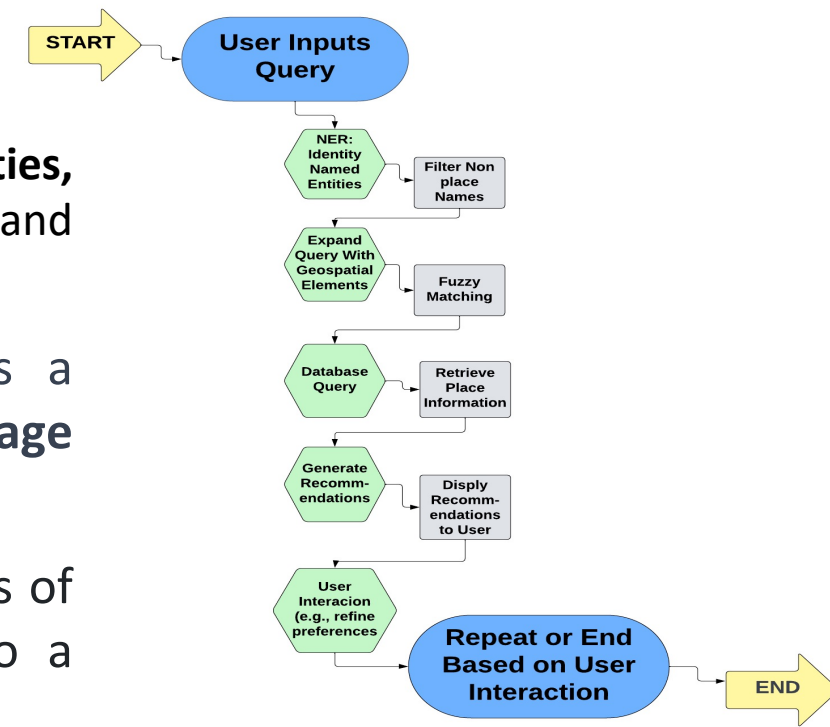 START
User Inputs
Query
ties,
and
s a
age
s of
o a
NER:
Identity
Named
Entities
Filter Non
place
Names
Expand
Query With
Geospatial
Elements
Fuzzy
Matching
Database
Query
Retrieve
Place
Information
Generate
Recomm-
endations
Disply
Recomm-
endations
to User
User
Interacion
(e.g., refine
preferences
Repeat or End
Based on User
Interaction
END